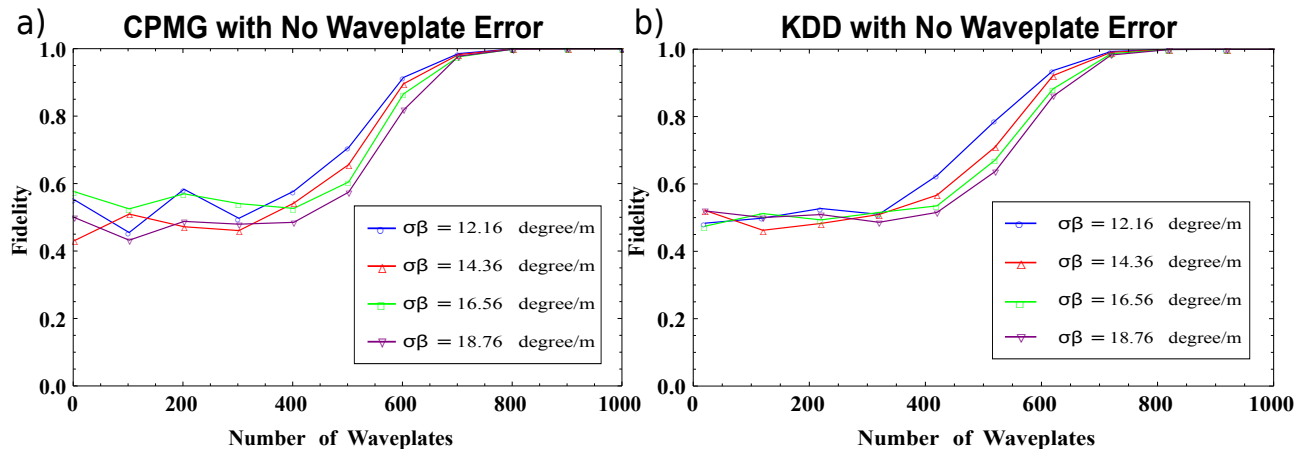 a) CPMG with No Waveplate Error
1.0
0.8
0.6
0.4
0.2
0.0
Fidelity
0 200 400 600 800 1000
Number of Waveplates
σβ = 12.16 degree/m
σβ = 14.36 degree/m
σβ = 16.56 degree/m
σβ = 18.76 degree/m
b) KDD with No Waveplate Error
1.0
0.8
0.6
0.4
0.2
0.0
Fidelity
0 200 400 600 800 1000
Number of Waveplates
σβ = 12.16 degree/m
σβ = 14.36 degree/m
σβ = 16.56 degree/m
σβ = 18.76 degree/m